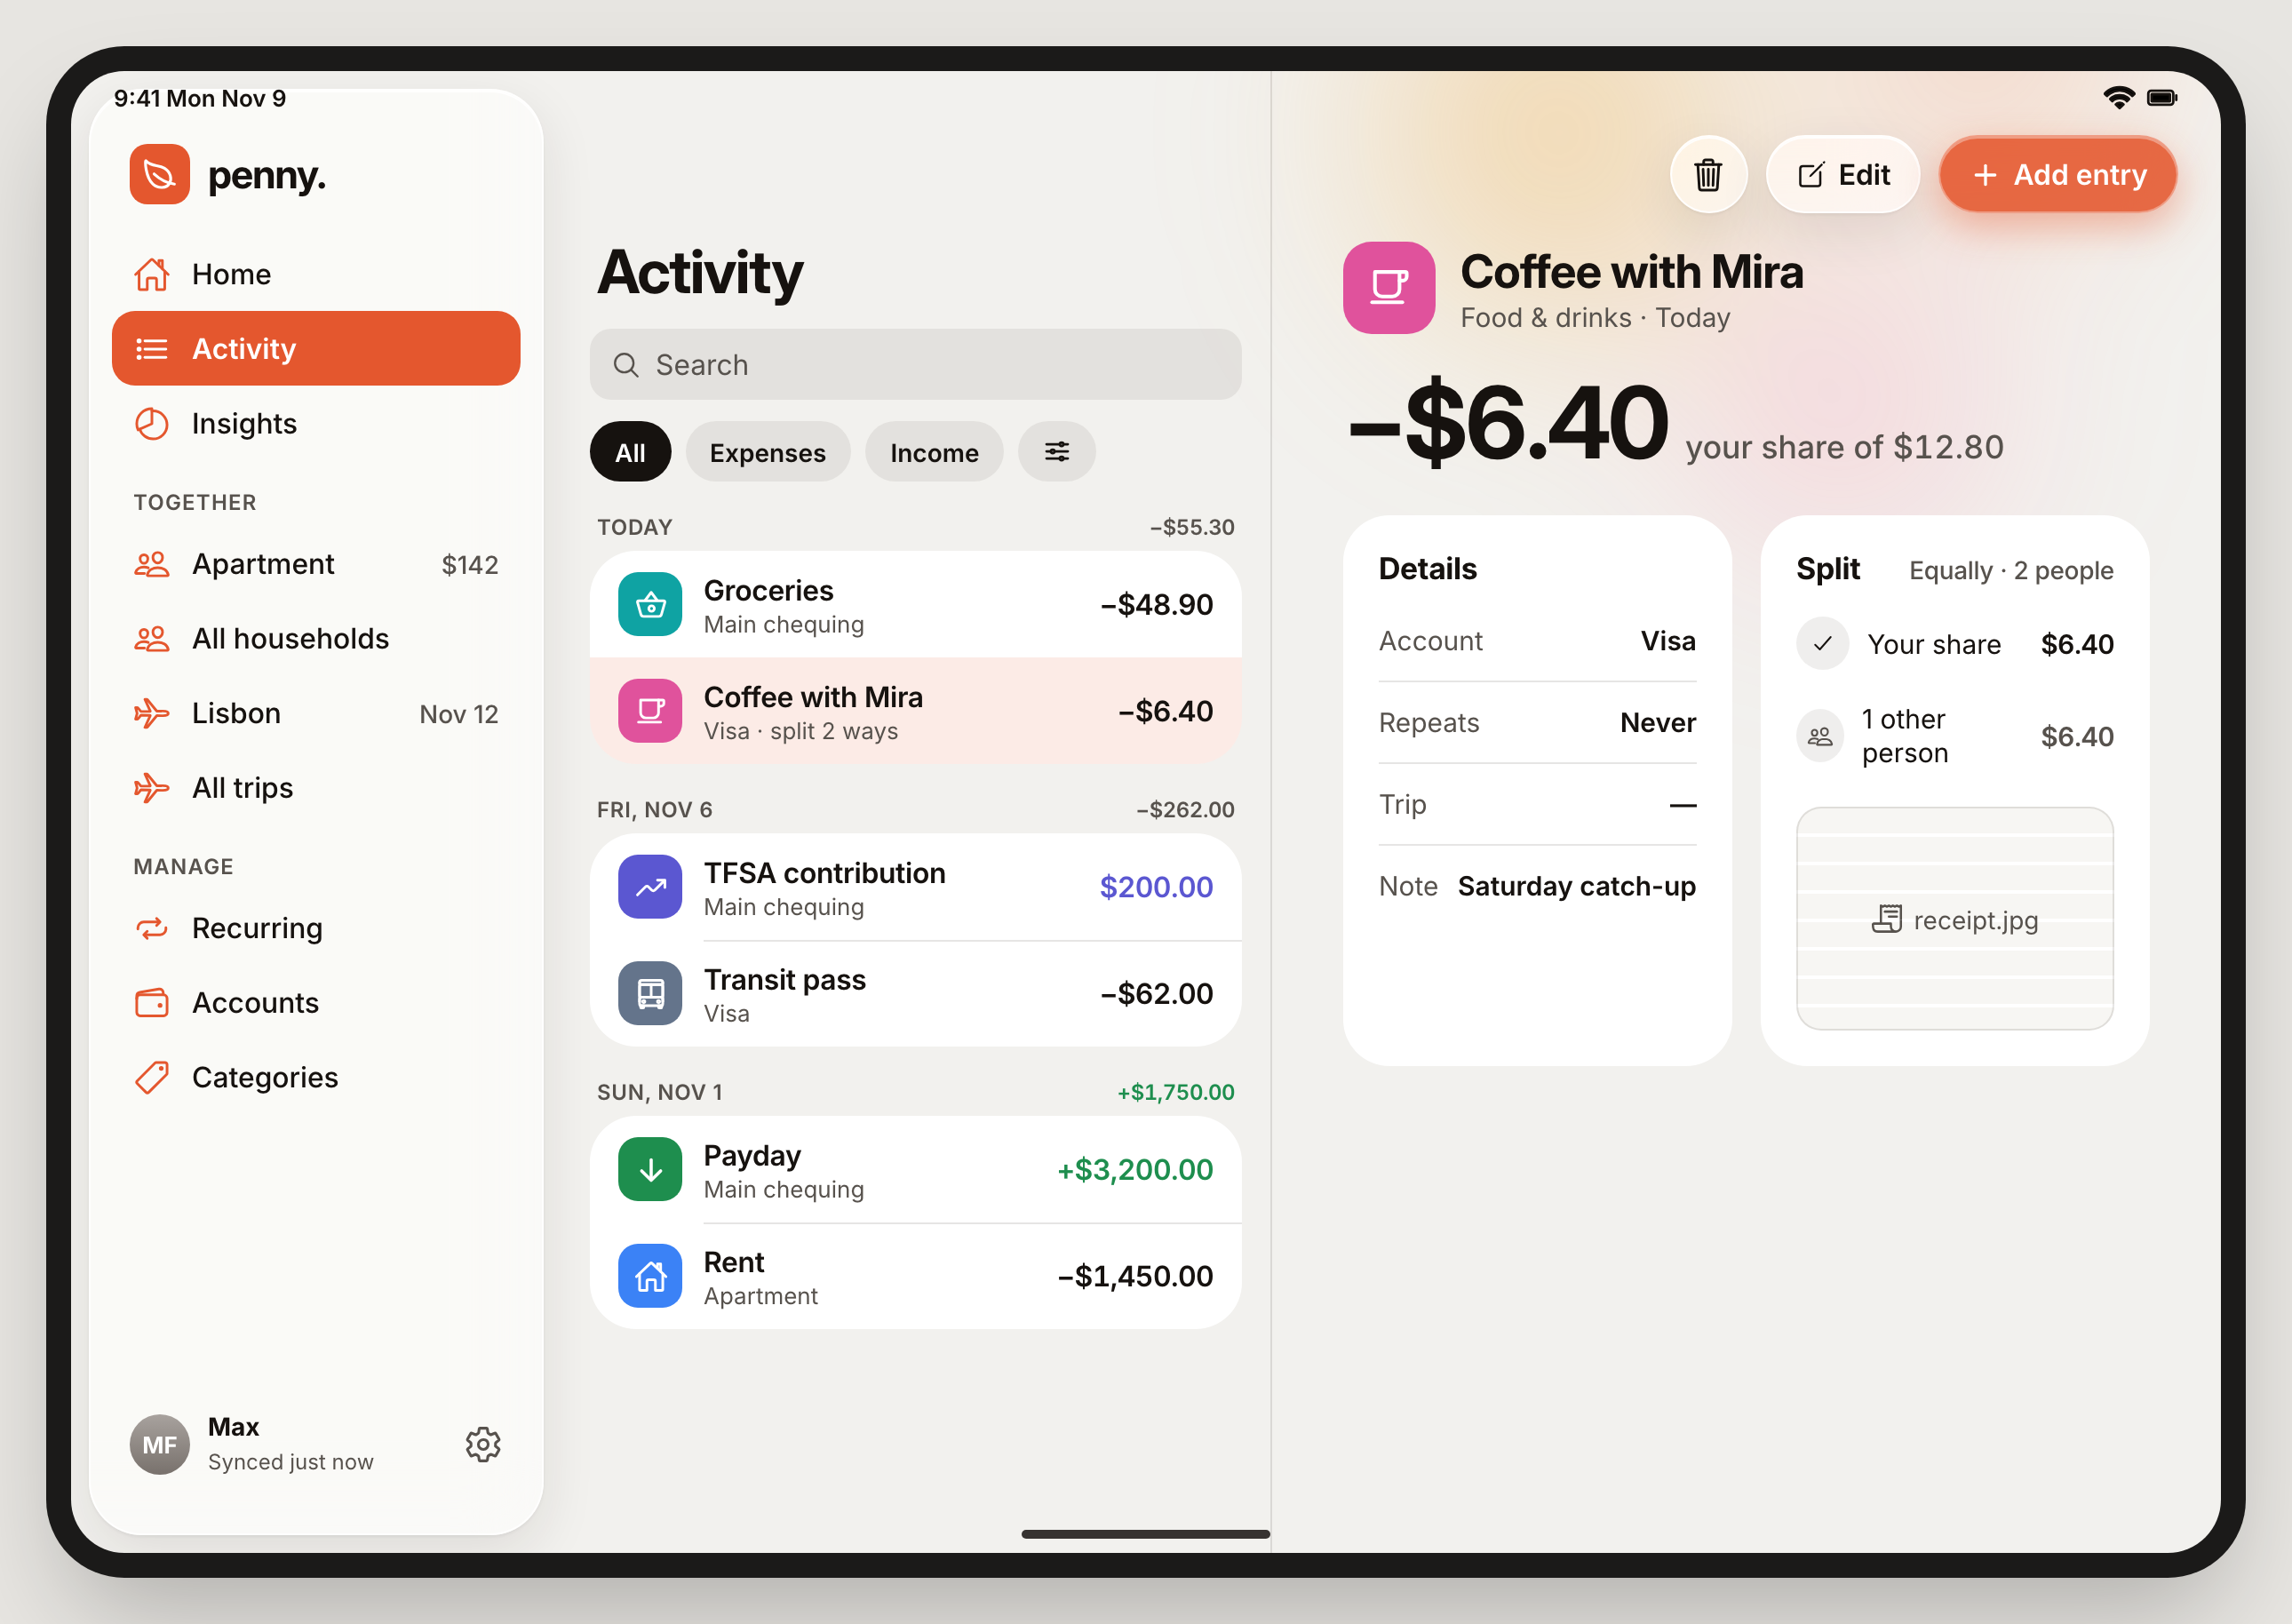 9:41 Mon Nov 9
penny.
Home
Activity
Insights
TOGETHER
Apartment $142
All households
Lisbon Nov 12
All trips
MANAGE
Recurring
Accounts
Categories
MF
Max
Synced just now
Activity
Search
All Expenses Income
TODAY −$55.30
Groceries −$48.90
Main chequing
Coffee with Mira −$6.40
Visa · split 2 ways
FRI, NOV 6 −$262.00
TFSA contribution $200.00
Main chequing
Transit pass −$62.00
Visa
SUN, NOV 1 +$1,750.00
Payday +$3,200.00
Main chequing
Rent −$1,450.00
Apartment
Edit
+ Add entry
Coffee with Mira
Food & drinks · Today
−$6.40 your share of $12.80
Details
Account Visa
Repeats Never
Trip —
Note Saturday catch-up
Split Equally · 2 people
Your share $6.40
1 other
person $6.40
receipt.jpg